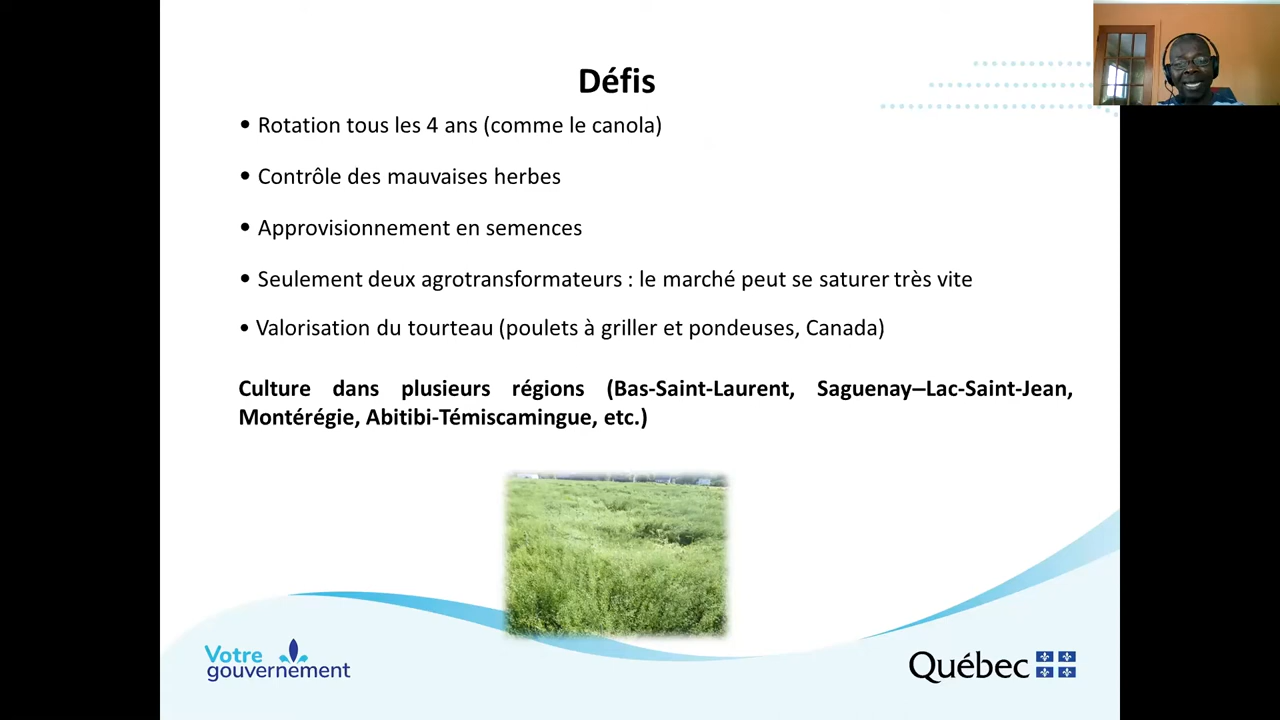 Défis
• Rotation tous les 4 ans (comme le canola)
• Contrôle des mauvaises herbes
• Approvisionnement en semences
• Seulement deux agrotransformateurs : le marché peut se saturer très vite
• Valorisation du tourteau (poulets à griller et pondeuses, Canada)
Culture dans plusieurs régions (Bas-Saint-Laurent, Saguenay–Lac-Saint-Jean,
Montérégie, Abitibi-Témiscamingue, etc.)
Votre
gouvernement
Québec